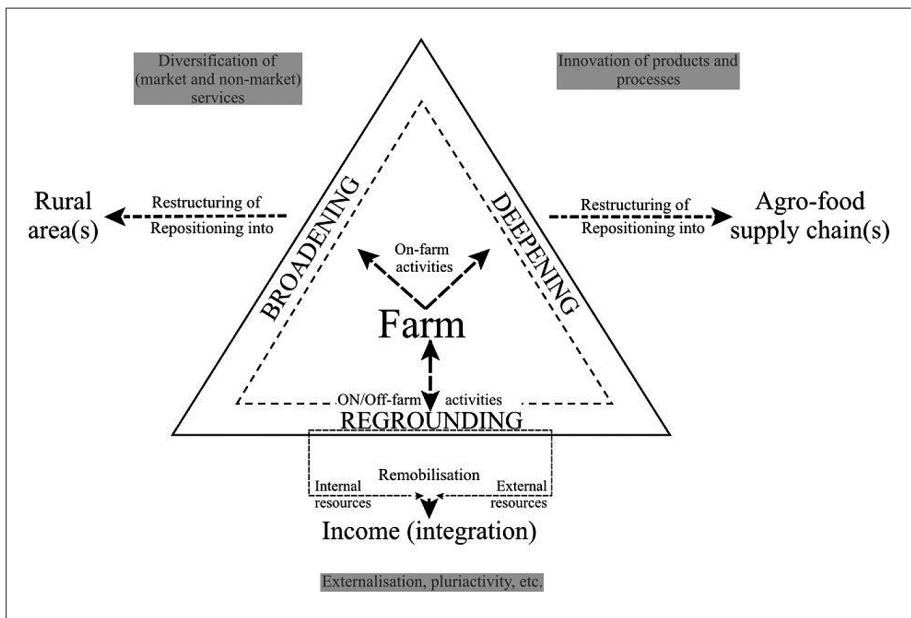 Diversification of
(market and non-market)
services
Innovation of products and
processes
Rural
area(s)
Restructuring of
Repositioning into
BROADENING
DEEPENING
Restructuring of
Repositioning into
Agro-food
supply chain(s)
On-farm
activities
Farm
ON/Off-farm activities
REGROUNDING
Remobilisation
Internal
resources
External
resources
Income (integration)
Externalisation, pluriactivity, etc.